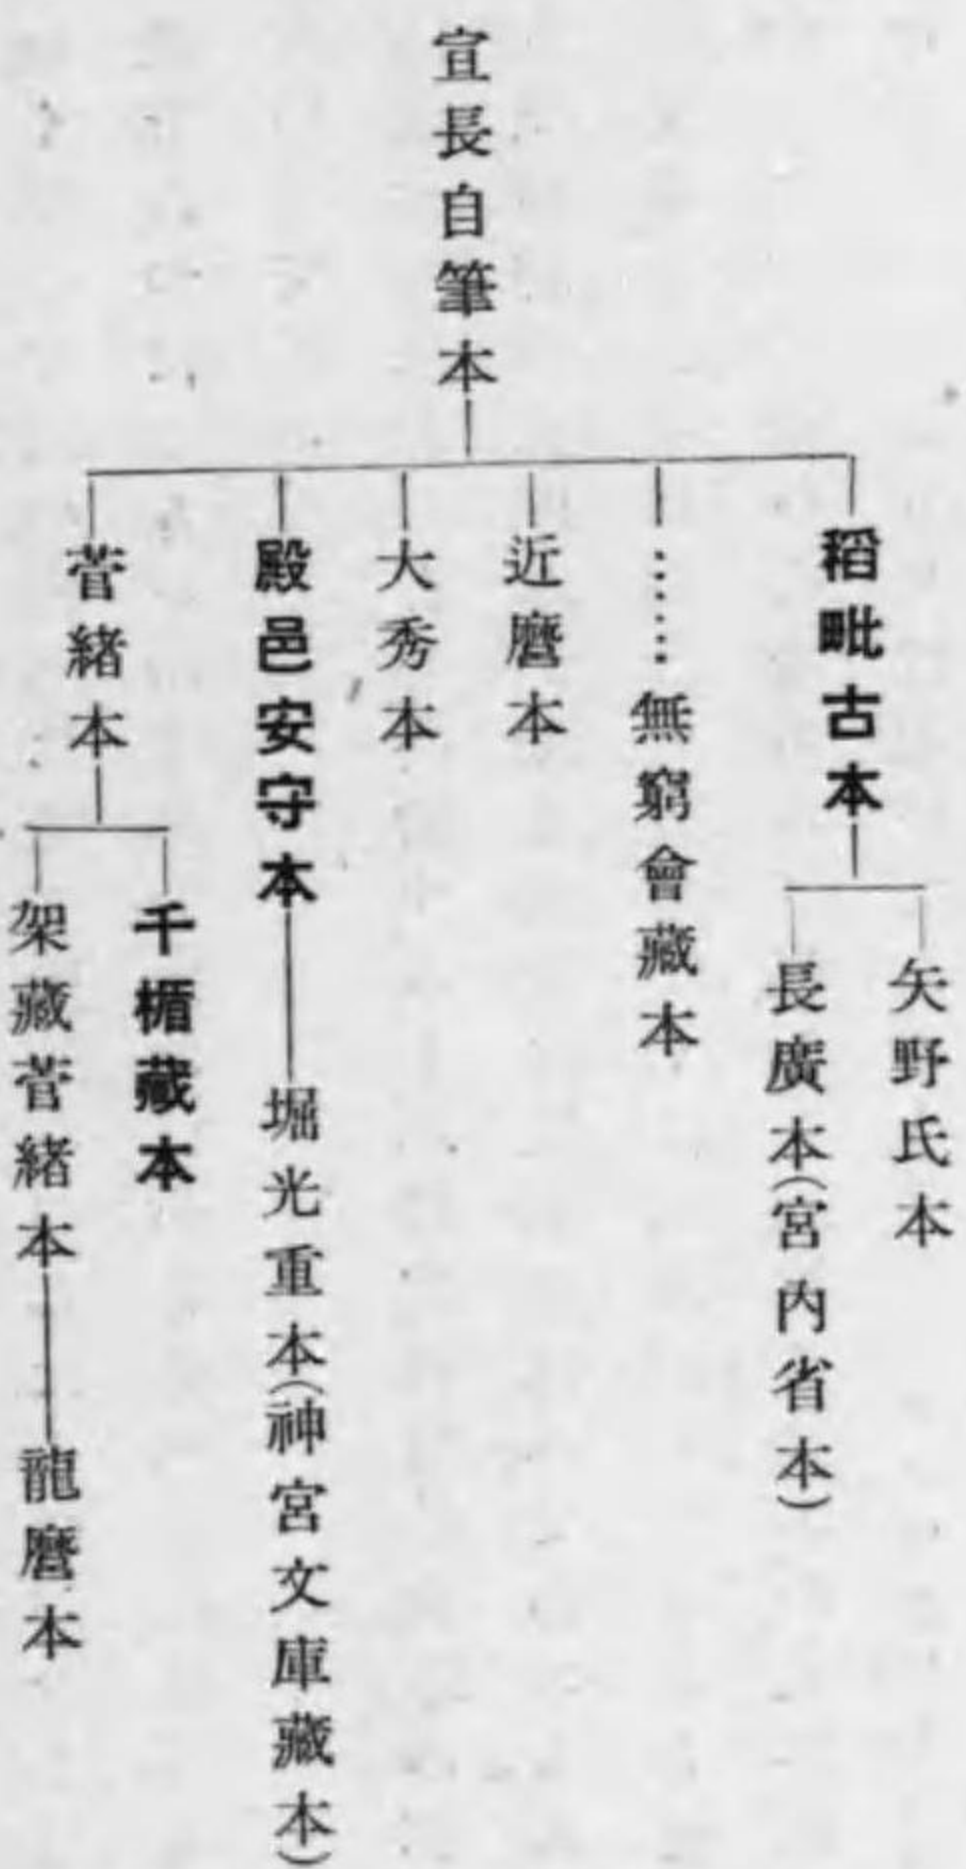 宣長自筆本
稻毗古本
矢野氏本
長廣本(宮內省本)
……無窮會藏本
近麿本
大秀本
殿邑安守本
堀光重本(神宮文庫藏本)
菅緒本
千楯藏本
架藏菅緒本
龍麿本